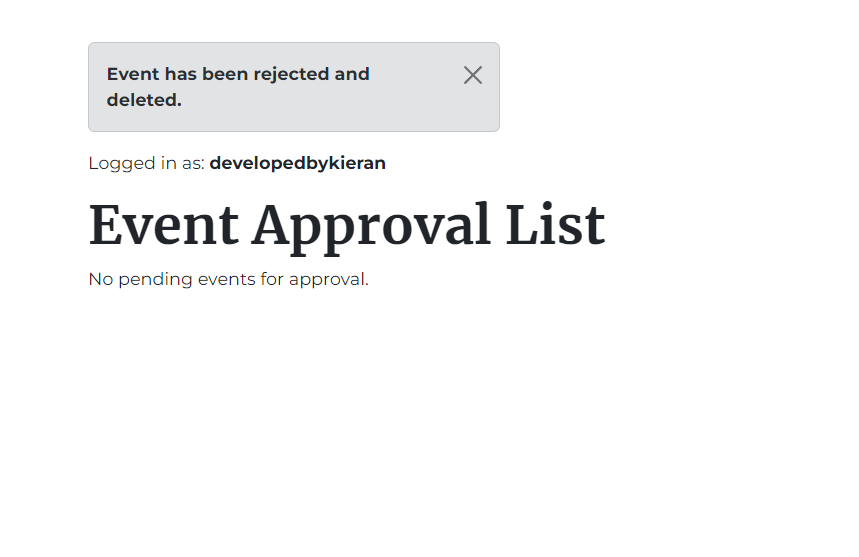 Event has been rejected and
deleted.
Logged in as: developedbykieran
Event Approval List
No pending events for approval.